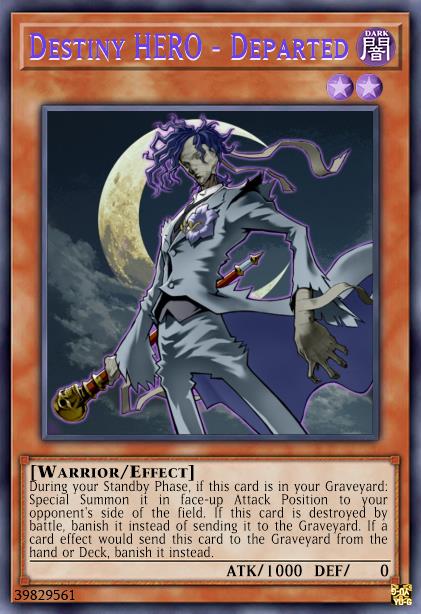 DESTINY HERO - DEPARTED
DARK
闇
[WARRIOR/EFFECT]
During your Standby Phase, if this card is in your Graveyard:
Special Summon it in face-up Attack Position to your
opponent's side of the field. If this card is destroyed by
battle, banish it instead of sending it to the Graveyard. If a
card effect would send this card to the Graveyard from the
hand or Deck, banish it instead.
ATK/1000 DEF/ 0
39829561